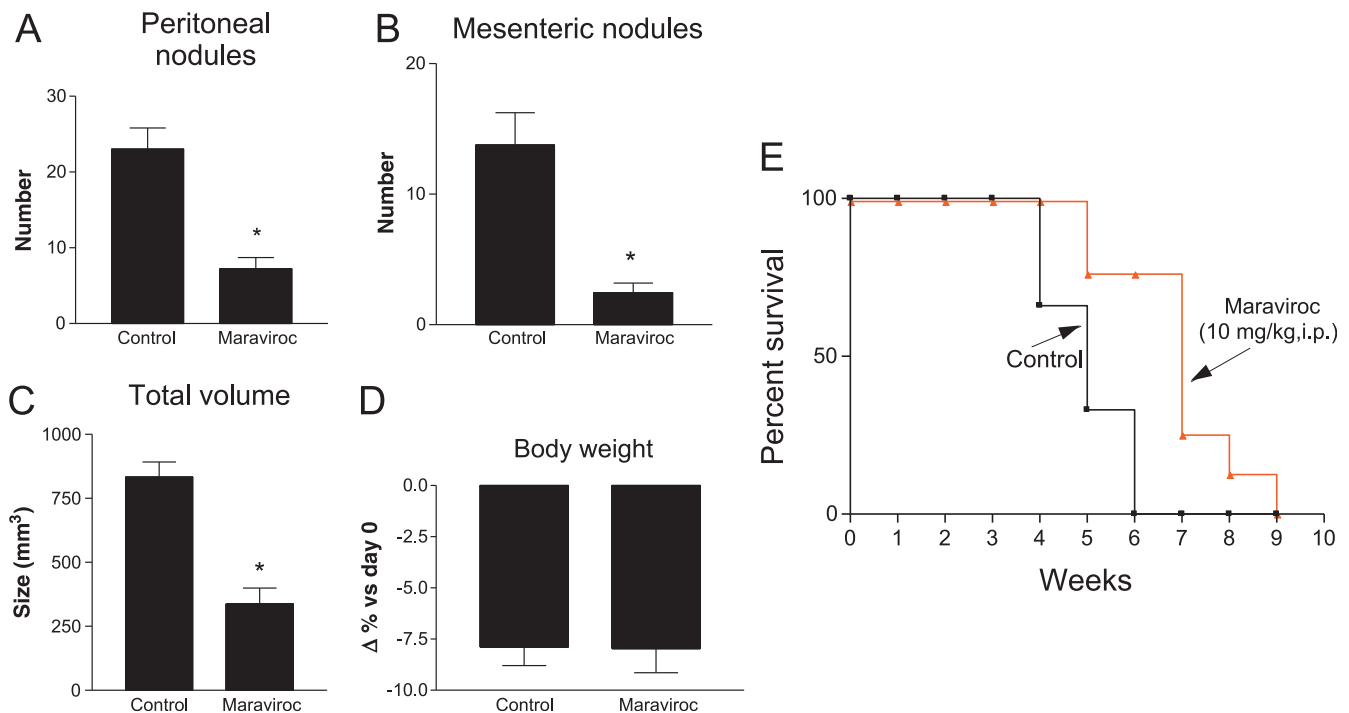 A
Peritoneal
nodules
30
20
10
0
Number
Control
Maraviroc
*
B
Mesenteric nodules
20
10
0
Number
Control
Maraviroc
*
C
Total volume
1000
750
500
250
0
Size (mm³)
Control
Maraviroc
*
D
Body weight
0.0
-2.5
-5.0
-7.5
-10.0
Δ % vs day 0
Control
Maraviroc
E
100
50
0
Percent survival
Control
Maraviroc
(10 mg/kg,i.p.)
0 1 2 3 4 5 6 7 8 9 10
Weeks